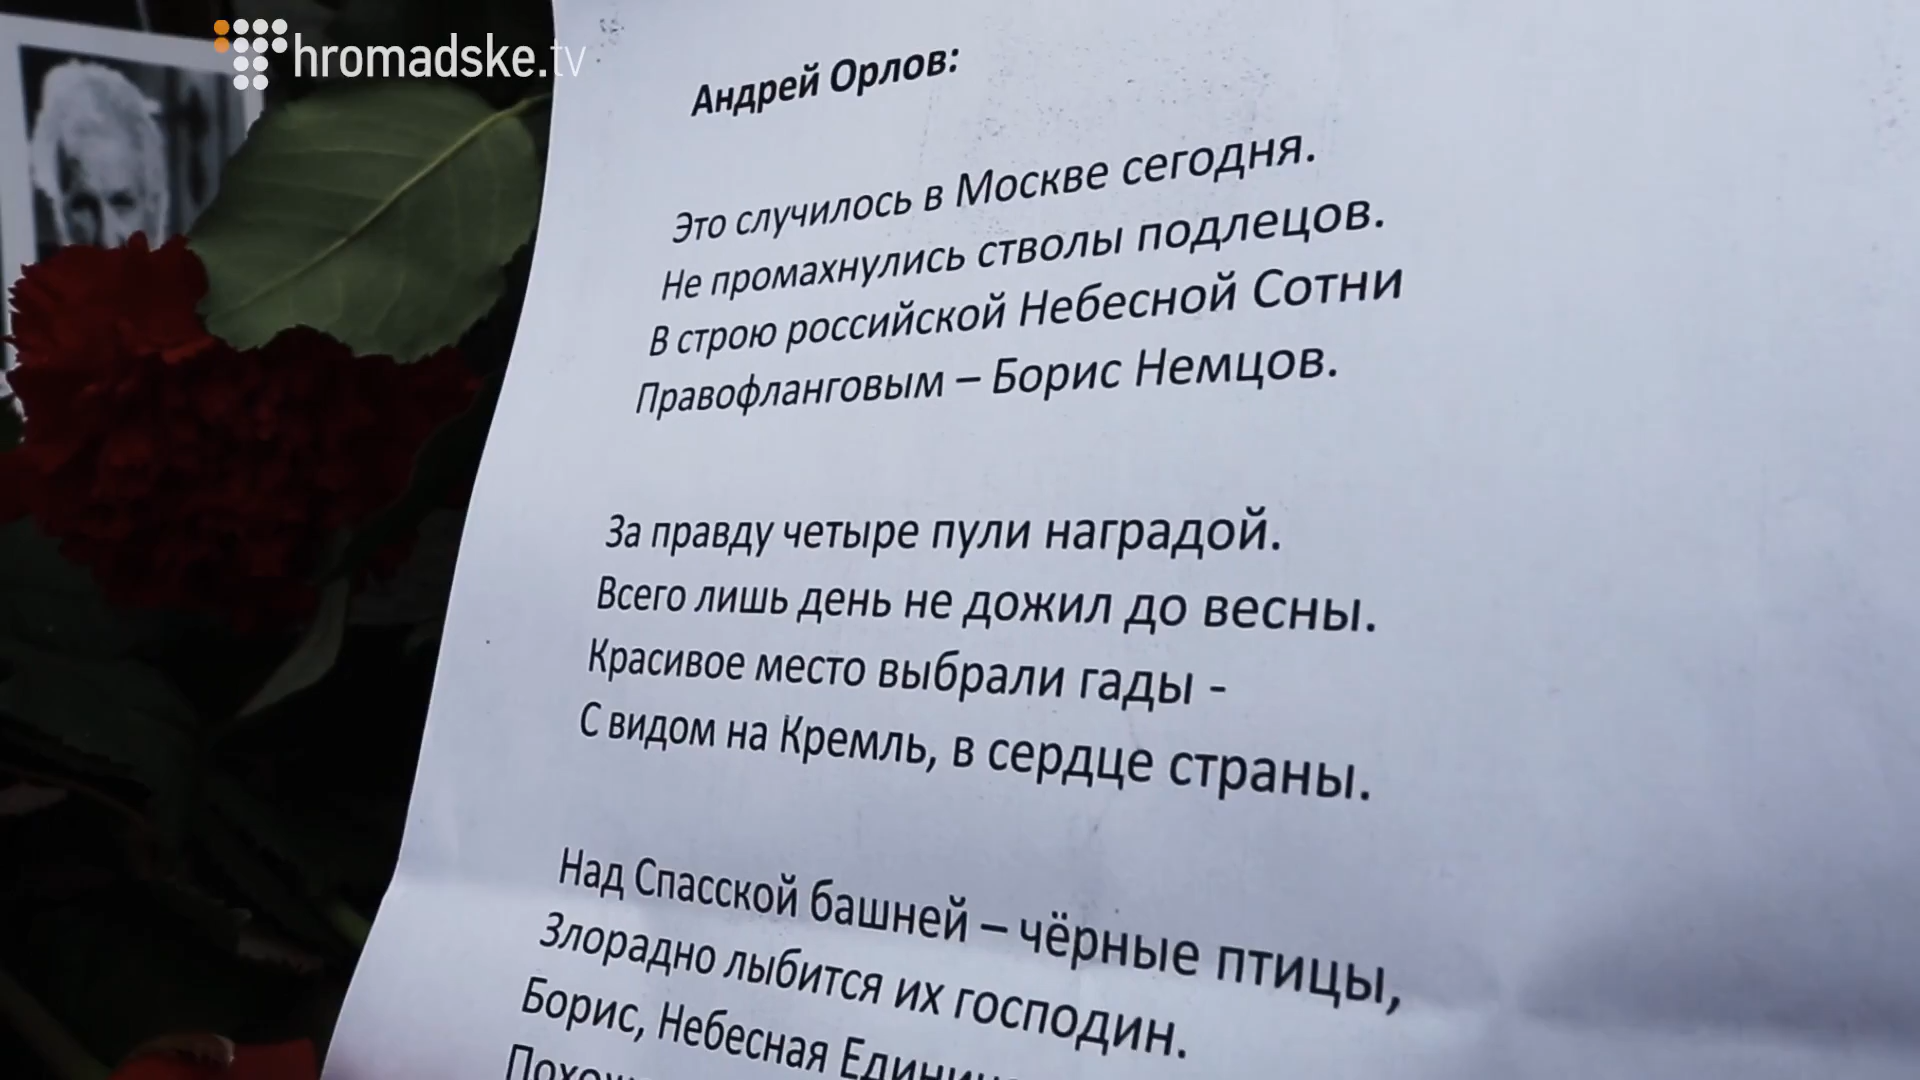 hromadske.tv
Андрей Орлов:
Это случилось в Москве сегодня.
Не промахнулись стволы подлецов.
В строю российской Небесной Сотни
Правофланговым – Борис Немцов.
За правду четыре пули наградой.
Всего лишь день не дожил до весны.
Красивое место выбрали гады -
С видом на Кремль, в сердце страны.
Над Спасской башней – чёрные птицы,
Злорадно лыбится их господин.
Борис, Небесная